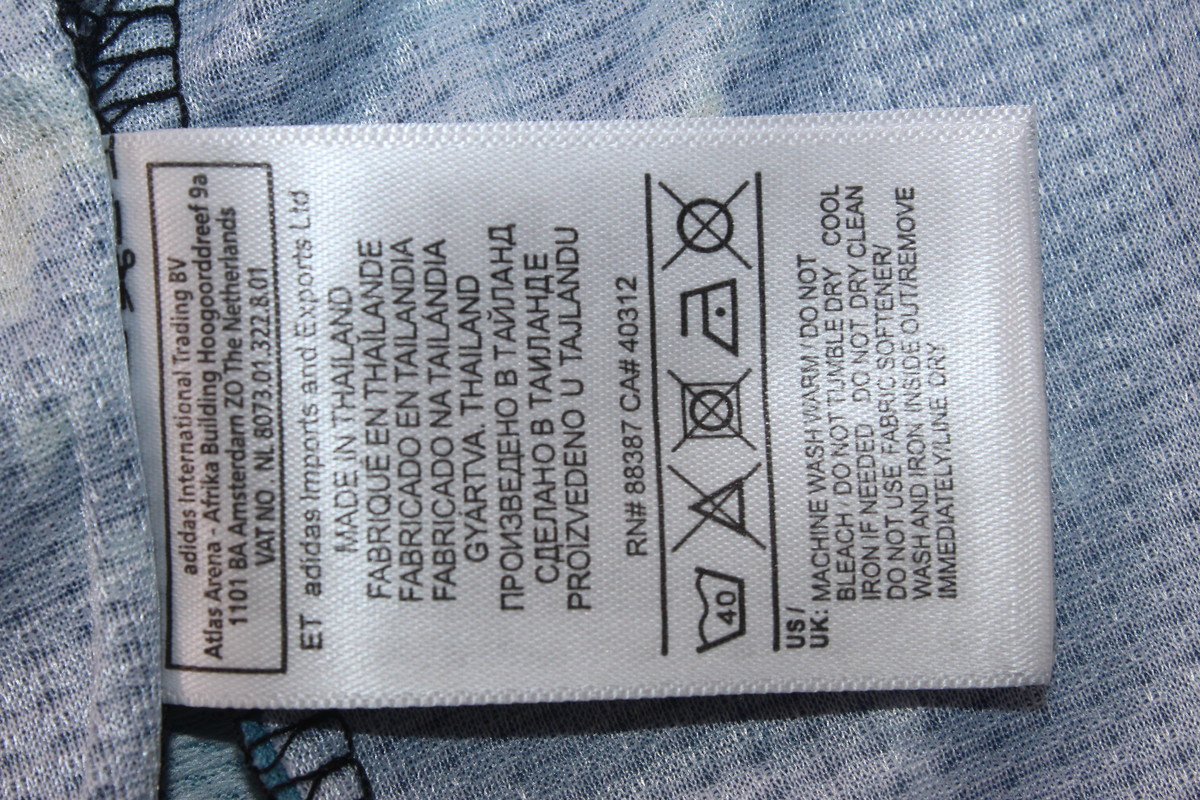 adidas International Trading BV
Atlas Arena - Afrika Building Hoogoorddreef 9a
1101 BA Amsterdam ZO The Netherlands
VAT NO. NL 8073.01.322.8.01
ET adidas Imports and Exports Ltd
MADE IN THAILAND
FABRIQUÉ EN THAÏLANDE
FABRICADO EN TAILANDIA
FABRICADO NA TAILÂNDIA
GYARTVA. THAILAND
ПРОИЗВЕДЕНО В ТАЙЛАНД
СДЕЛАНО В ТАИЛАНДЕ
PROIZVEDENO U TAJLANDU
RN# 88387 CA# 40312
40
US /
UK: MACHINE WASH WARM DO NOT
BLEACH DO NOT TUMBLE DRY COOL
IRON IF NEEDED DO NOT DRY CLEAN
DO NOT USE FABRIC SOFTENER/
WASH AND IRON INSIDE OUT/REMOVE
IMMEDIATELY/LINE DRY